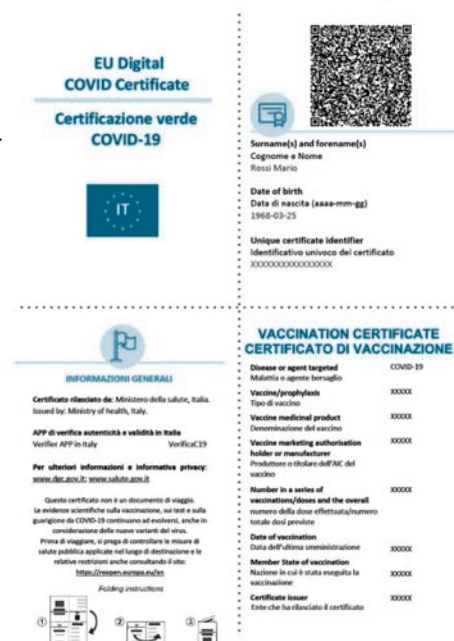 EU Digital
COVID Certificate
Certificazione verde
COVID-19
IT
Surname(s) and forename(s)
Cognome e Nome
Rossi Mario
Date of birth
Data di nascita (aaaa-mm-gg)
1968-03-25
Unique certificate identifier
Identificativo univoco del certificato
XXXXXXXXXXXXXXXX
INFORMAZIONI GENERALI
Certificato rilasciato da: Ministero della salute, Italia.
Issued by: Ministry of health, Italy.
APP di verifica autenticità e validità in Italia
Verifier APP in Italy VerificaC19
Per ulteriori informazioni e informativa privacy:
www.dgc.gov.it; www.salute.gov.it
Questo certificato non è un documento di viaggio.
Le evidenze scientifiche sulla vaccinazione, sui test e sulla
guarigione da COVID-19 continuano ad evolversi, anche in
considerazione delle nuove varianti del virus.
Prima di viaggiare, si prega di controllare le misure di
salute pubblica applicate nel luogo di destinazione e le
relative restrizioni anche consultando il sito:
https://reopen.europa.eu/en
Folding instructions
1
2
3
VACCINATION CERTIFICATE
CERTIFICATO DI VACCINAZIONE
Disease or agent targeted COVID-19
Malattia o agente bersaglio
Vaccine/prophylaxis XXXXX
Tipo di vaccino
Vaccine medicinal product XXXXX
Denominazione del vaccino
Vaccine marketing authorisation XXXXX
holder or manufacturer
Produttore o titolare dell'AIC del
vaccino
Number in a series of XXXXX
vaccinations/doses and the overall
numero della dose effettuata/numero
totale dosi previste
Date of vaccination
Data dell'ultima somministrazione XXXXX
Member State of vaccination
Nazione in cui è stata eseguita la XXXXX
vaccinazione
Certificate issuer XXXXX
Ente che ha rilasciato il certificato